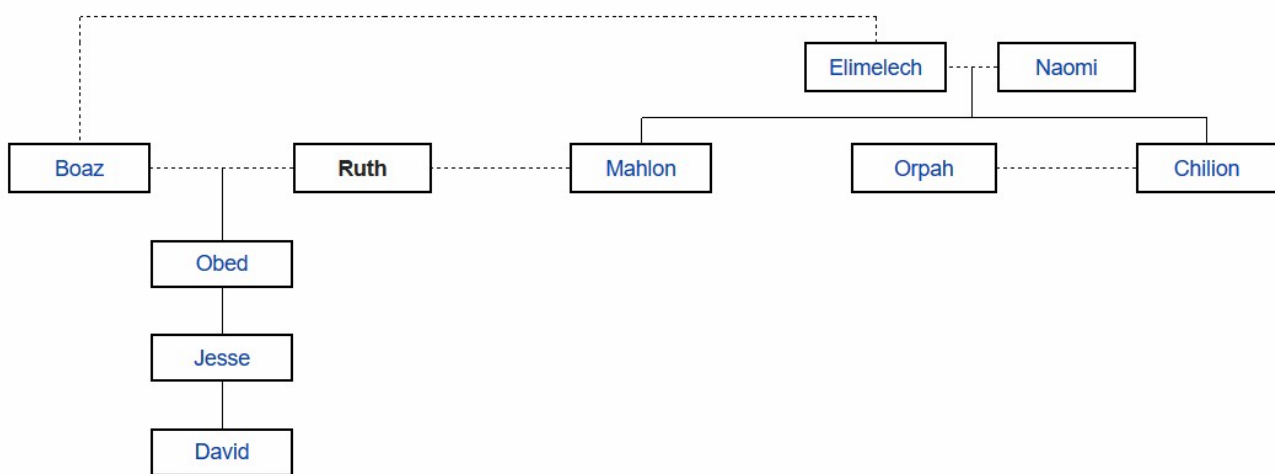 Elimelech
Naomi
Boaz
Ruth
Mahlon
Orpah
Chilion
Obed
Jesse
David